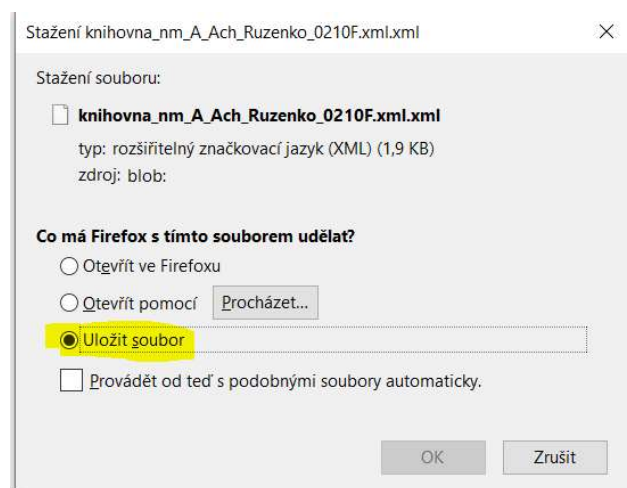 Stažení knihovna_nm_A_Ach_Ruzenko_0210F.xml.xml
Stažení souboru:
knihovna_nm_A_Ach_Ruzenko_0210F.xml.xml
typ: rozšiřitelný značkovací jazyk (XML) (1,9 KB)
zdroj: blob:
Co má Firefox s tímto souborem udělat?
Otevřít ve Firefoxu
Otevřít pomocí Procházet...
Uložit soubor
Provádět od teď s podobnými soubory automaticky.
OK Zrušit